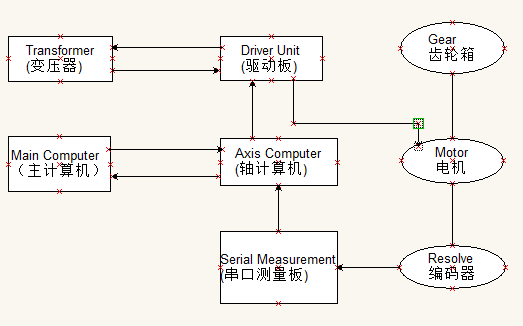 Transformer
(变压器)
Driver Unit
(驱动板)
Gear
齿轮箱
Main Computer
（主计算机）
Axis Computer
(轴计算机)
Motor
电机
Serial Measurement
(串口测量板)
Resolve
编码器